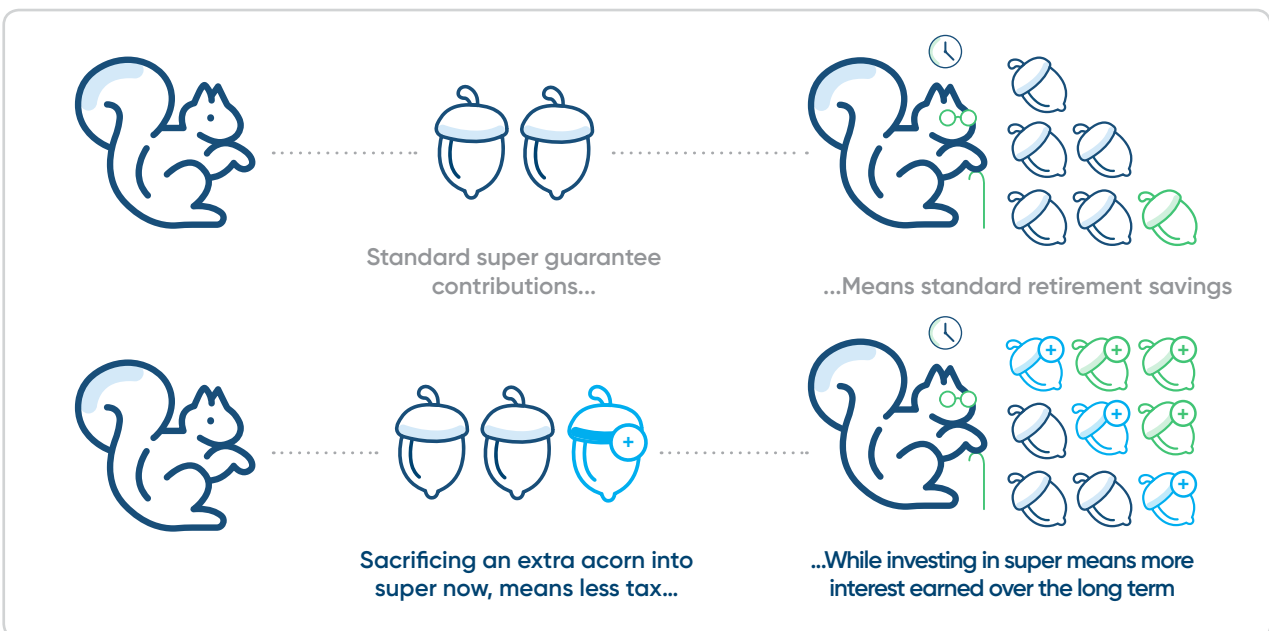 Standard super guarantee
contributions...
...Means standard retirement savings
+
+
+
+
+
+
+
Sacrificing an extra acorn into
super now, means less tax...
...While investing in super means more
interest earned over the long term